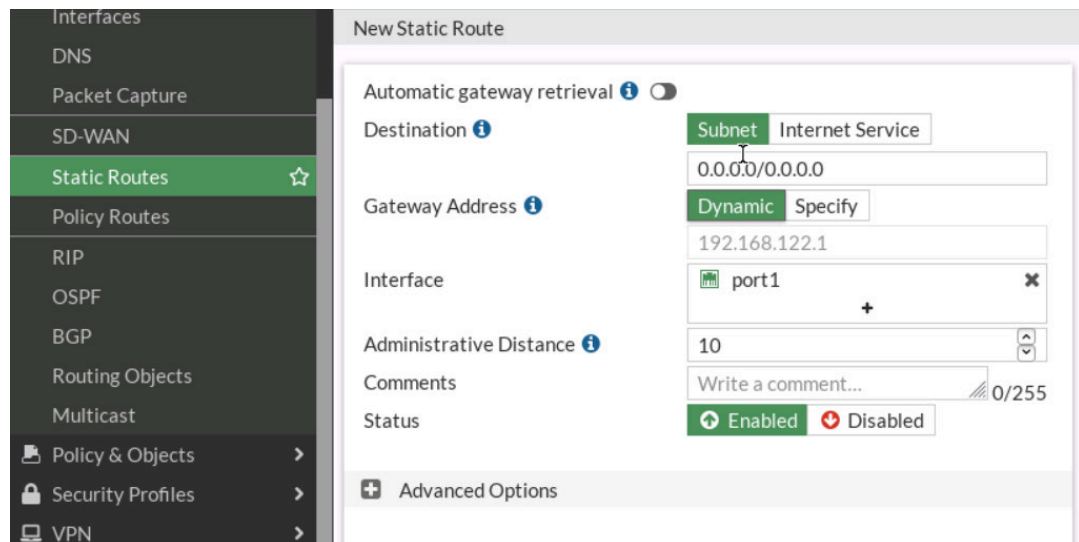 Interfaces
DNS
Packet Capture
SD-WAN
Static Routes
Policy Routes
RIP
OSPF
BGP
Routing Objects
Multicast
Policy & Objects
Security Profiles
VPN
New Static Route
Automatic gateway retrieval
Destination
Subnet Internet Service
0.0.0.0/0.0.0.0
Gateway Address
Dynamic Specify
192.168.122.1
Interface
port1
Administrative Distance
10
Comments
Write a comment...
0/255
Status
Enabled Disabled
Advanced Options